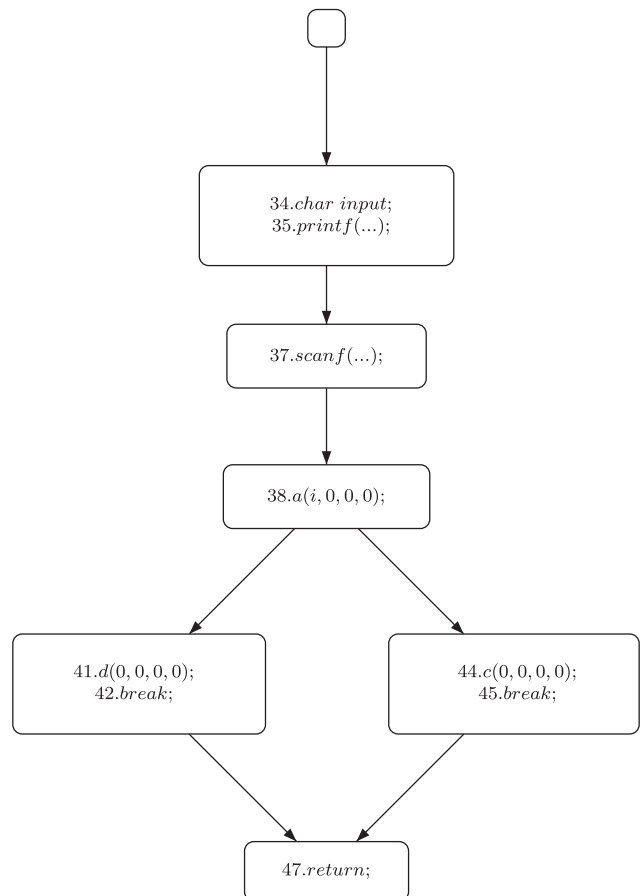 34.char input;
35.printf(...);
37.scanf(...);
38.a(i, 0, 0, 0);
41.d(0, 0, 0, 0);
42.break;
44.c(0, 0, 0, 0);
45.break;
47.return;